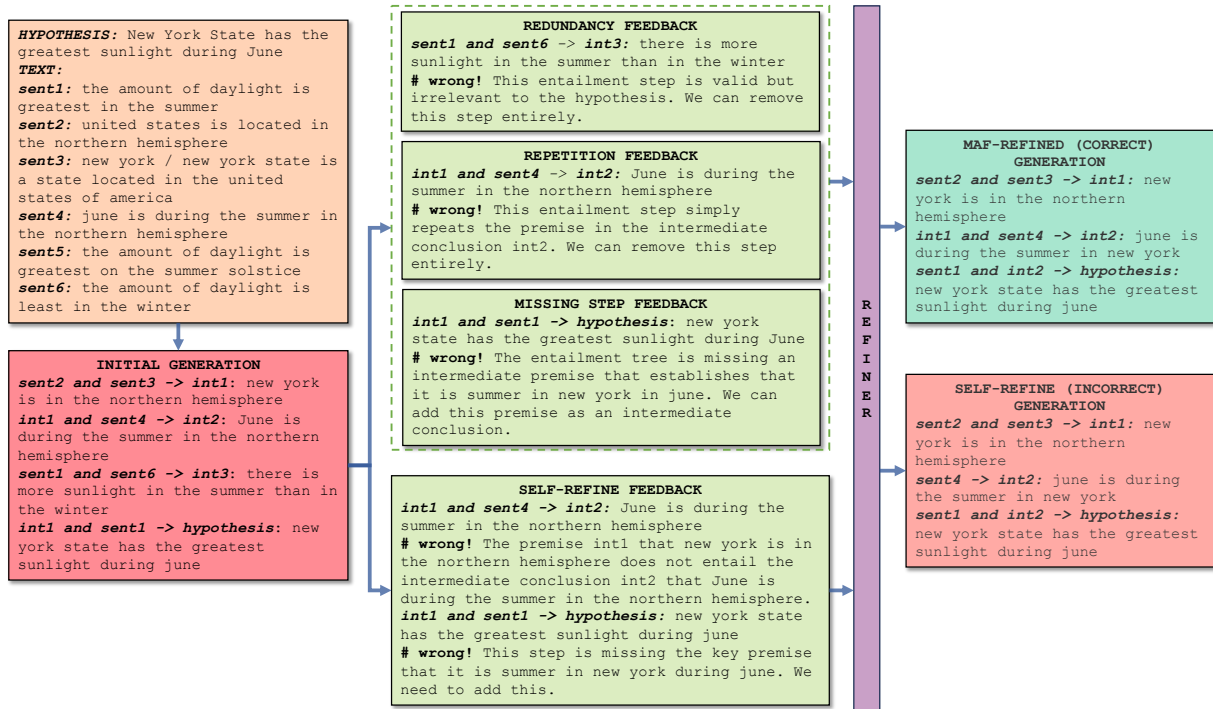 HYPOTHESIS: New York State has the
greatest sunlight during June
TEXT:
sent1: the amount of daylight is
greatest in the summer
sent2: united states is located in
the northern hemisphere
sent3: new york / new york state is
a state located in the united
states of america
sent4: june is during the summer in
the northern hemisphere
sent5: the amount of daylight is
greatest on the summer solstice
sent6: the amount of daylight is
least in the winter
INITIAL GENERATION
sent2 and sent3 -> int1: new york
is in the northern hemisphere
int1 and sent4 -> int2: June is
during the summer in the northern
hemisphere
sent1 and sent6 -> int3: there is
more sunlight in the summer than in
the winter
int1 and sent1 -> hypothesis: new
york state has the greatest
sunlight during june
REDUNDANCY FEEDBACK
sent1 and sent6 -> int3: there is more
sunlight in the summer than in the winter
# wrong! This entailment step is valid but
irrelevant to the hypothesis. We can remove
this step entirely.
REPETITION FEEDBACK
int1 and sent4 -> int2: June is during the
summer in the northern hemisphere
# wrong! This entailment step simply
repeats the premise in the intermediate
conclusion int2. We can remove this step
entirely.
MISSING STEP FEEDBACK
int1 and sent1 -> hypothesis: new york
state has the greatest sunlight during June
# wrong! The entailment tree is missing an
intermediate premise that establishes that
it is summer in new york in june. We can
add this premise as an intermediate
conclusion.
SELF-REFINE FEEDBACK
int1 and sent4 -> int2: June is during the
summer in the northern hemisphere
# wrong! The premise int1 that new york is in
the northern hemisphere does not entail the
intermediate conclusion int2 that June is
during the summer in the northern hemisphere.
int1 and sent1 -> hypothesis: new york state
has the greatest sunlight during june
# wrong! This step is missing the key premise
that it is summer in new york during june. We
need to add this.
R
E
F
I
N
E
R
MAF-REFINED (CORRECT)
GENERATION
sent2 and sent3 -> int1: new
york is in the northern
hemisphere
int1 and sent4 -> int2: june is
during the summer in new york
sent1 and int2 -> hypothesis:
new york state has the greatest
sunlight during june
SELF-REFINE (INCORRECT)
GENERATION
sent2 and sent3 -> int1: new
york is in the northern
hemisphere
sent4 -> int2: june is during
the summer in new york
sent1 and int2 -> hypothesis:
new york state has the greatest
sunlight during june